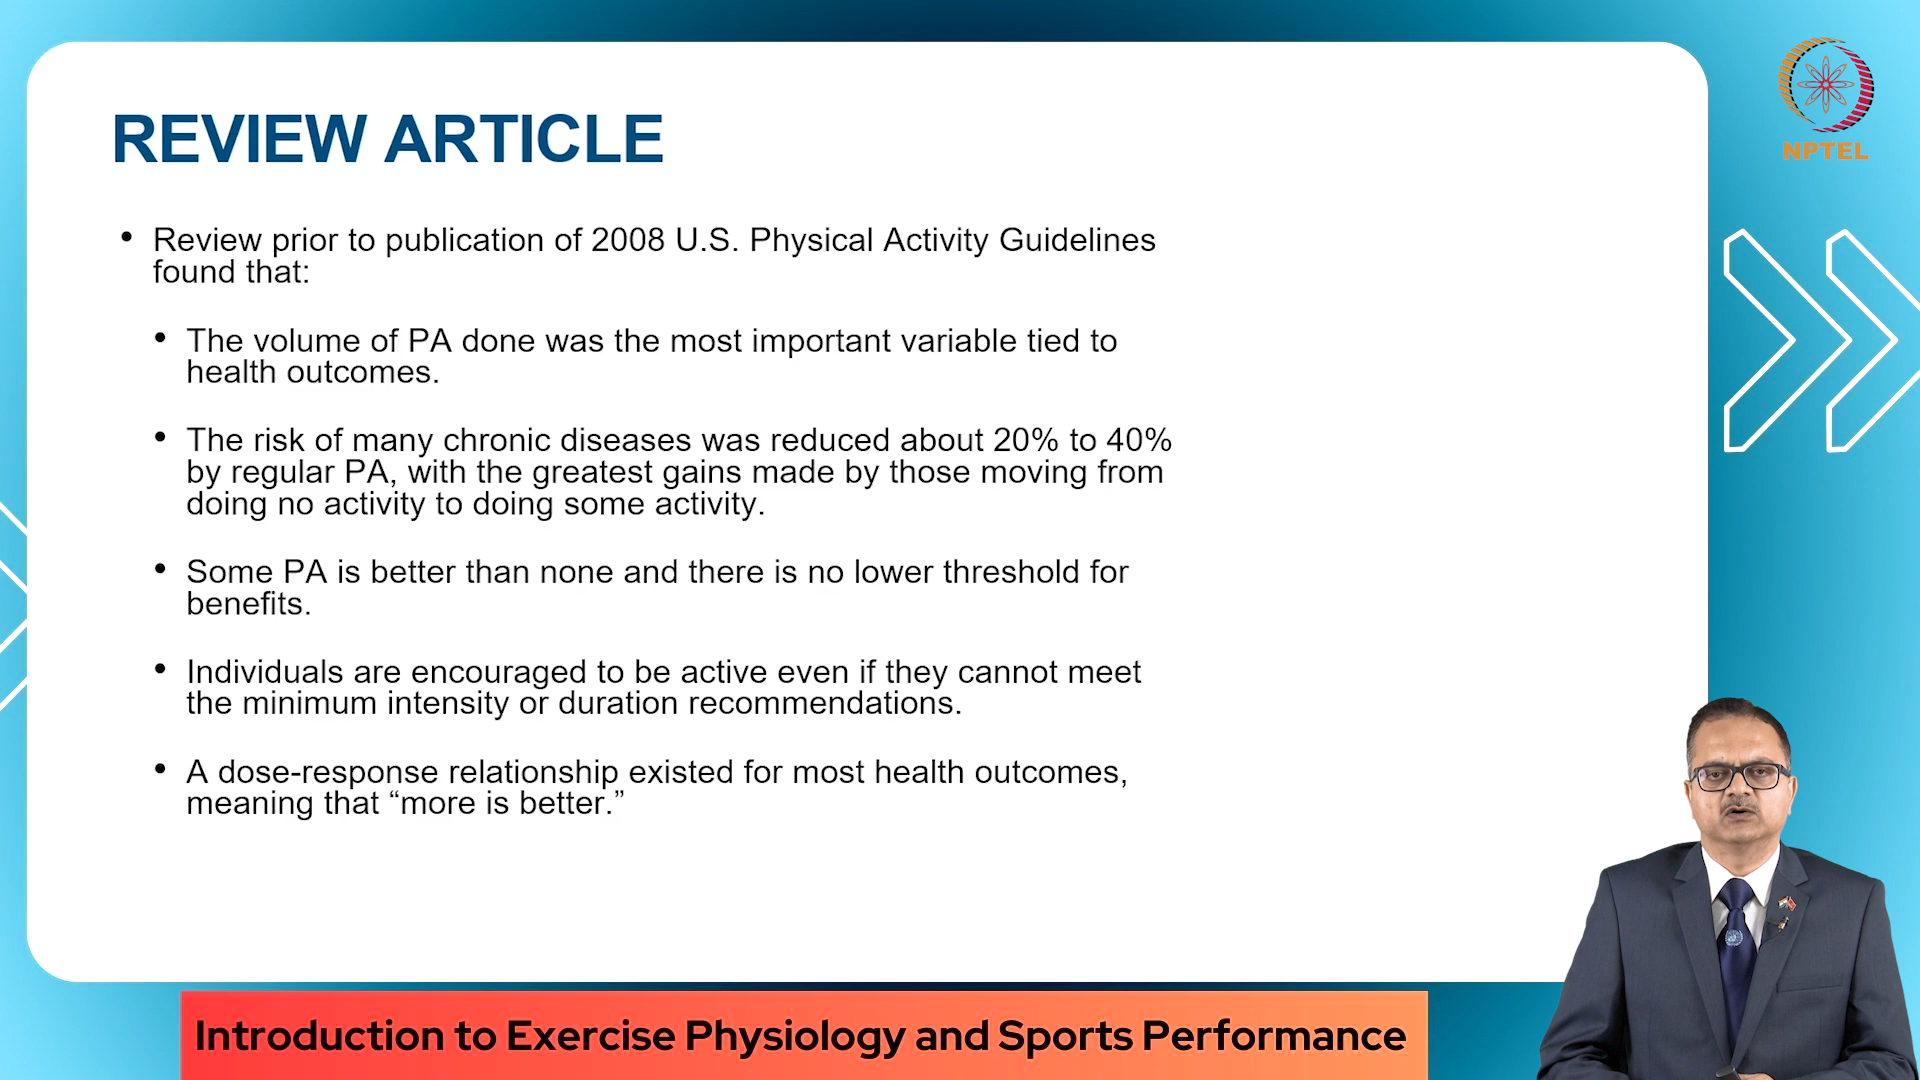 REVIEW ARTICLE
NPTEL
• Review prior to publication of 2008 U.S. Physical Activity Guidelines
found that:
• The volume of PA done was the most important variable tied to
health outcomes.
• The risk of many chronic diseases was reduced about 20% to 40%
by regular PA, with the greatest gains made by those moving from
doing no activity to doing some activity.
• Some PA is better than none and there is no lower threshold for
benefits.
• Individuals are encouraged to be active even if they cannot meet
the minimum intensity or duration recommendations.
• A dose-response relationship existed for most health outcomes,
meaning that “more is better.”
Introduction to Exercise Physiology and Sports Performance